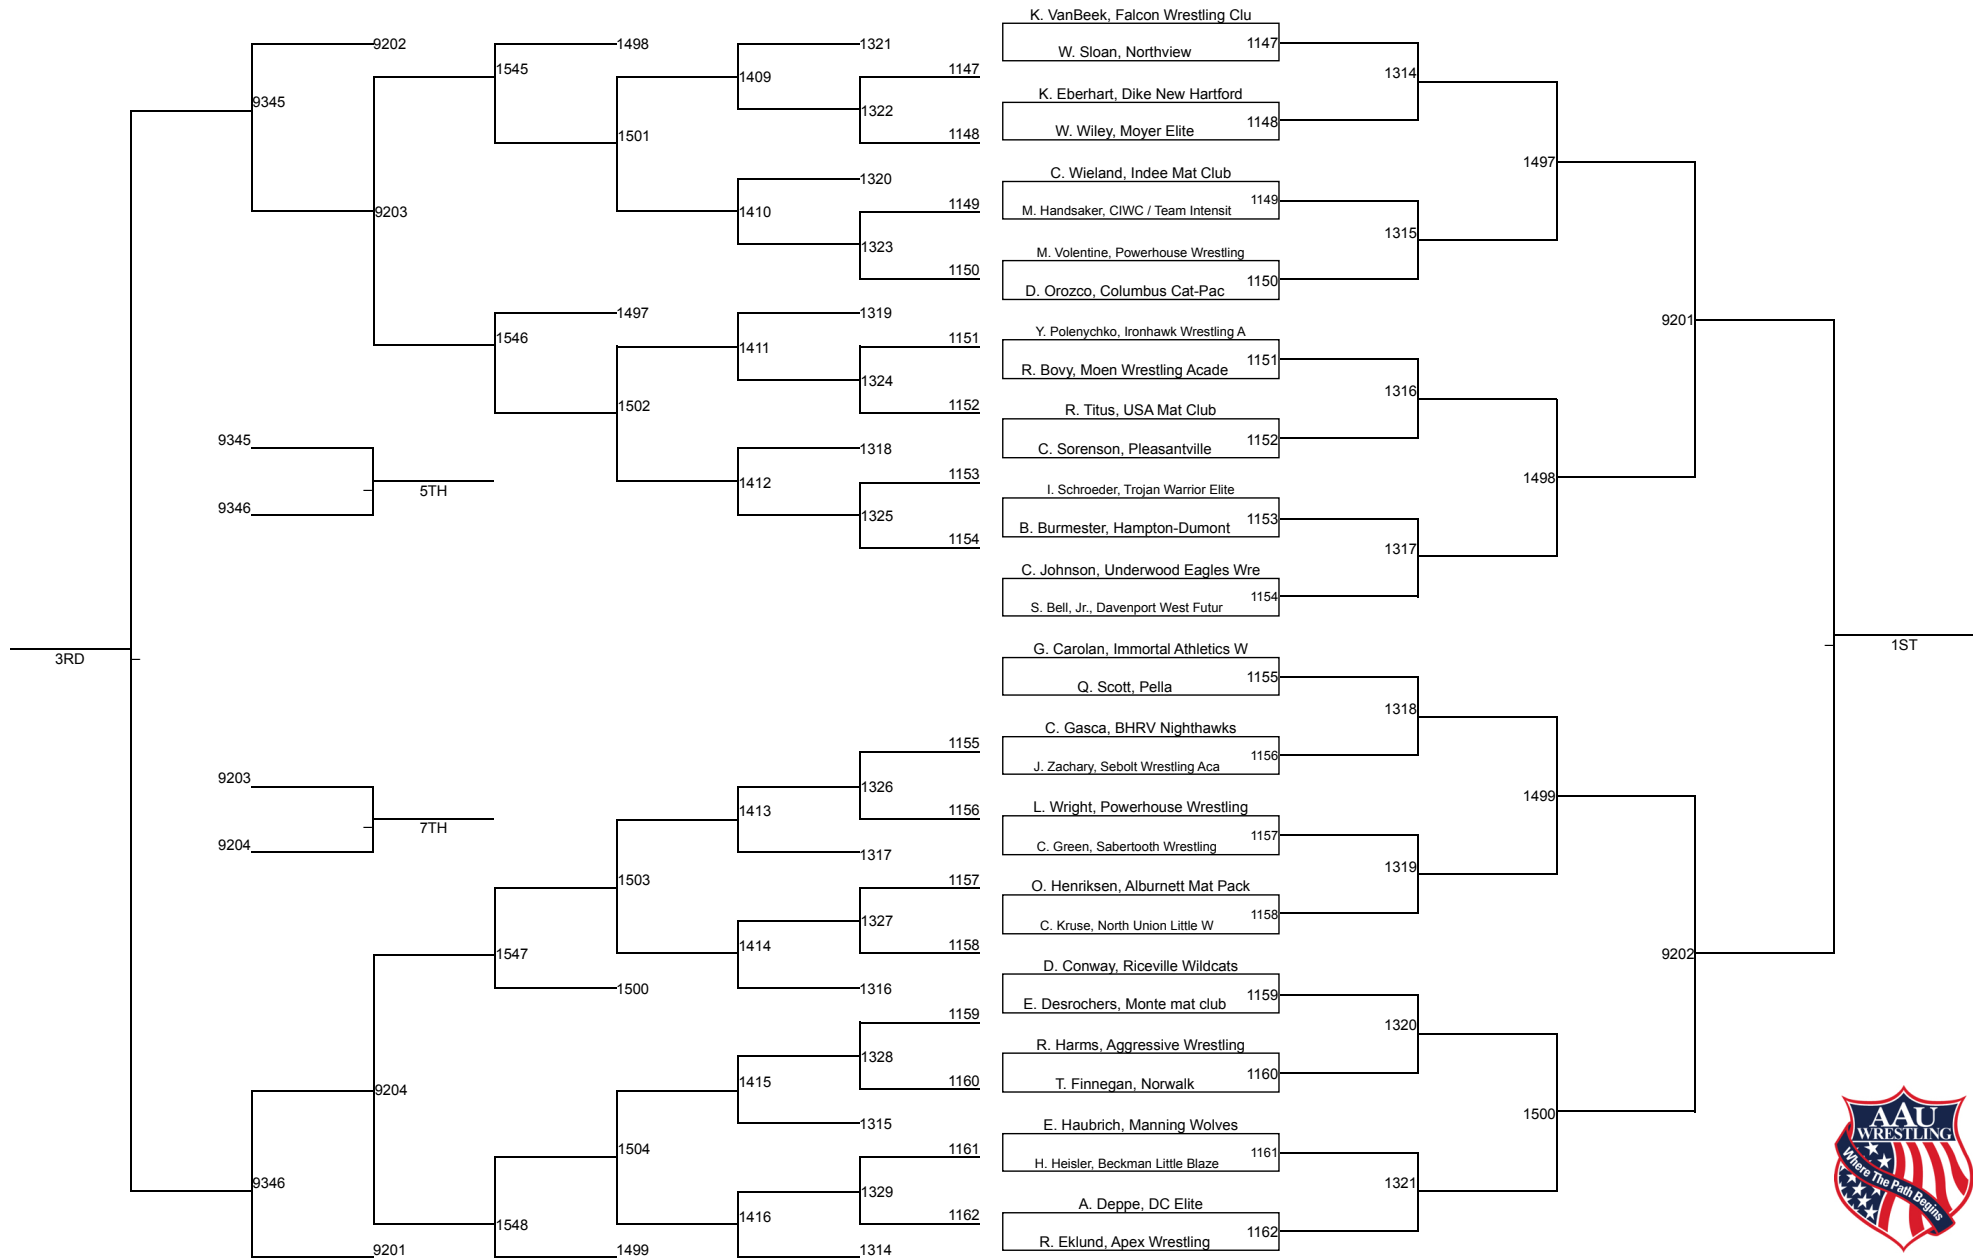 K. VanBeek, Falcon Wrestling Clu
9202
1498
1321
1147
W. Sloan, Northview
1545
1147
1314
1409
K. Eberhart, Dike New Hartford
9345
1322
1148
W. Wiley, Moyer Elite
1501
1148
1497
C. Wieland, Indee Mat Club
1320
1149
1149
M. Handsaker, CIWC / Team Intensit
9203
1410
1315
1323
M. Volentine, Powerhouse Wrestling
1150
1150
D. Orozco, Columbus Cat-Pac
1497
1319
9201
Y. Polenychko, Ironhawk Wrestling A
1546
1151
1411
1151
R. Bovy, Moen Wrestling Acade
1324
1316
1502
1152
R. Titus, USA Mat Club
9345
1152
C. Sorenson, Pleasantville
1318
1153
1498
1412
5TH
I. Schroeder, Trojan Warrior Elite
9346
1325
1153
B. Burmester, Hampton-Dumont
1154
1317
C. Johnson, Underwood Eagles Wre
1154
S. Bell, Jr., Davenport West Futur
3RD
G. Carolan, Immortal Athletics W
1ST
1155
Q. Scott, Pella
1318
C. Gasca, BHRV Nighthawks
1155
1156
J. Zachary, Sebolt Wrestling Aca
9203
1326
1499
1413
1156
L. Wright, Powerhouse Wrestling
7TH
1157
C. Green, Sabertooth Wrestling
9204
1317
1319
1503
1157
O. Henriksen, Alburnett Mat Pack
1327
1158
C. Kruse, North Union Little W
1414
1158
1547
9202
D. Conway, Riceville Wildcats
1500
1316
1159
E. Desrochers, Monte mat club
1159
1320
R. Harms, Aggressive Wrestling
1328
1415
1160
1160
T. Finnegan, Norwalk
9204
1500
1315
E. Haubrich, Manning Wolves
AAU
WRESTLING
Where The Path Begins
1504
1161
1161
H. Heisler, Beckman Little Blaze
9346
1329
1321
A. Deppe, DC Elite
1416
1162
1548
1162
R. Eklund, Apex Wrestling
9201
1499
1314